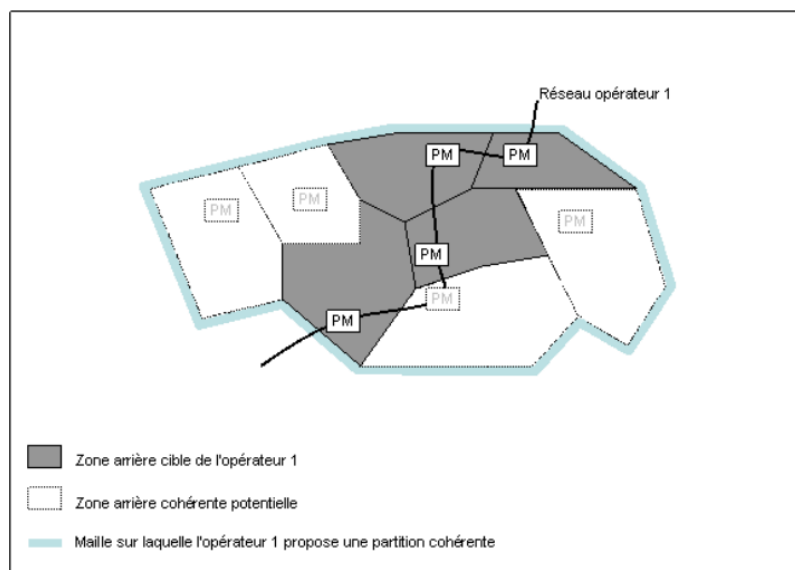 Réseau opérateur 1
PM PM
PM
PM
PM
PM
PM
PM
Zone arrière cible de l'opérateur 1
Zone arrière cohérente potentielle
Maille sur laquelle l'opérateur 1 propose une partition cohérente